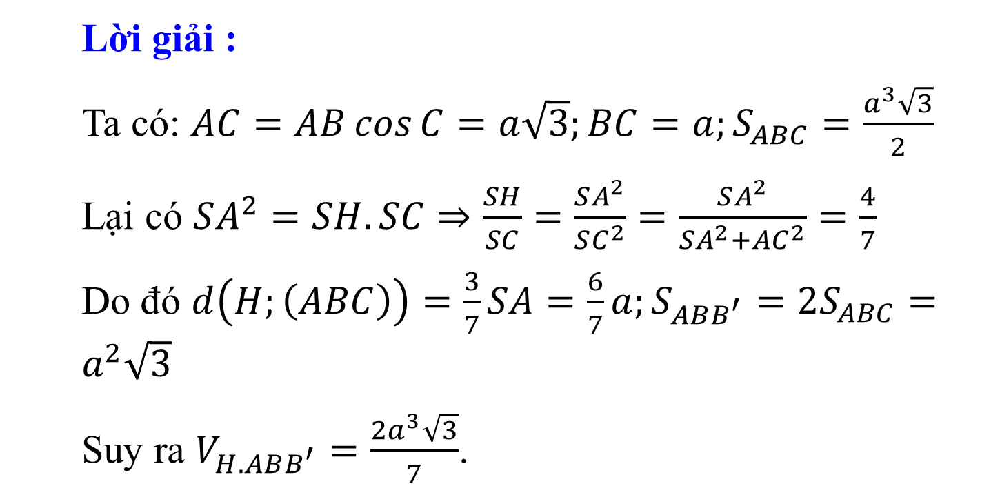 Lời giải :
Ta có: $AC = AB \cos C = a\sqrt{3}; BC = a; S_{ABC} = \frac{a^3\sqrt{3}}{2}$
Lại có $SA^2 = SH.SC \Rightarrow \frac{SH}{SC} = \frac{SA^2}{SC^2} = \frac{SA^2}{SA^2+AC^2} = \frac{4}{7}$
Do đó $d(H;(ABC)) = \frac{3}{7}SA = \frac{6}{7}a; S_{ABB'} = 2S_{ABC} =$
$a^2\sqrt{3}$
Suy ra $V_{H.ABB'} = \frac{2a^3\sqrt{3}}{7}$.